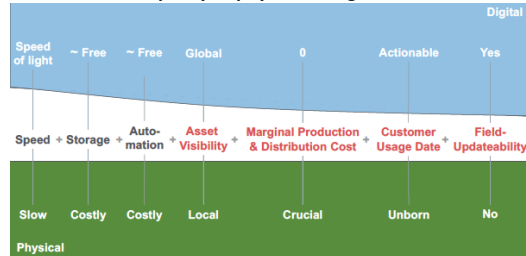 Digital
Speed of light ~ Free ~ Free Global 0 Actionable Yes
Speed + Storage + Auto-mation + Asset Visibility + Marginal Production & Distribution Cost + Customer Usage Date + Field-Updateability
Slow Costly Costly Local Crucial Unborn No
Physical